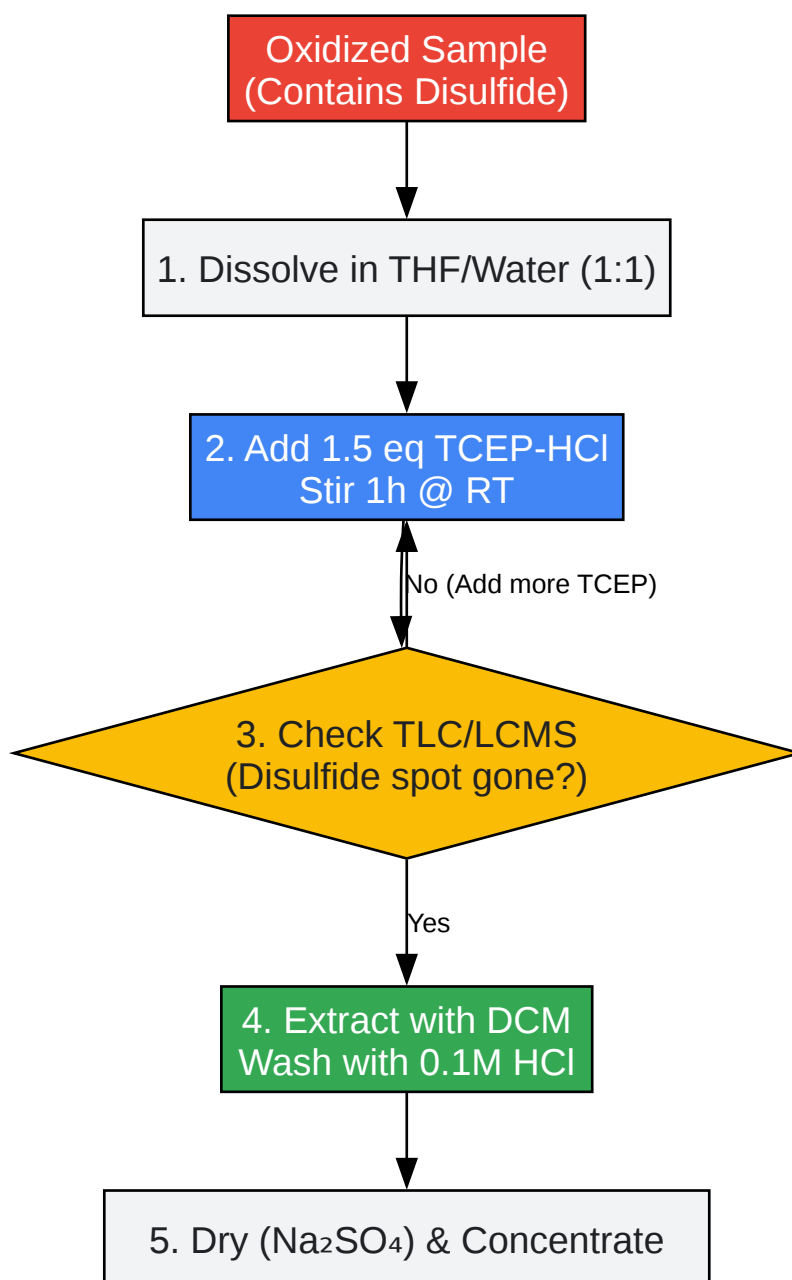 Oxidized Sample
(Contains Disulfide)
1. Dissolve in THF/Water (1:1)
2. Add 1.5 eq TCEP-HCl
Stir 1h @ RT
No (Add more TCEP)
3. Check TLC/LCMS
(Disulfide spot gone?)
Yes
4. Extract with DCM
Wash with 0.1M HCl
5. Dry (Na₂SO₄) & Concentrate